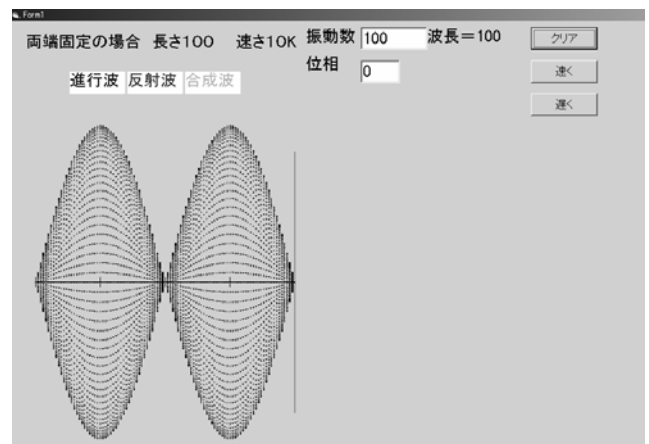 Form1
両端固定の場合 長さ100 速さ10K 振動数 100 波長＝100 クリア
位相 0 速く
進行波 反射波 合成波
遅く